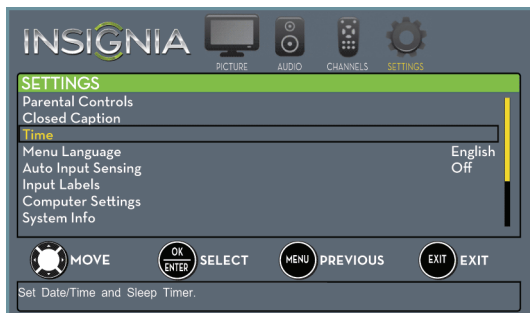 INSIGNIA
PICTURE AUDIO CHANNELS SETTINGS
SETTINGS
Parental Controls
Closed Caption
Time
Menu Language English
Auto Input Sensing Off
Input Labels
Computer Settings
System Info
MOVE OK ENTER SELECT MENU PREVIOUS EXIT EXIT
Set Date/Time and Sleep Timer.